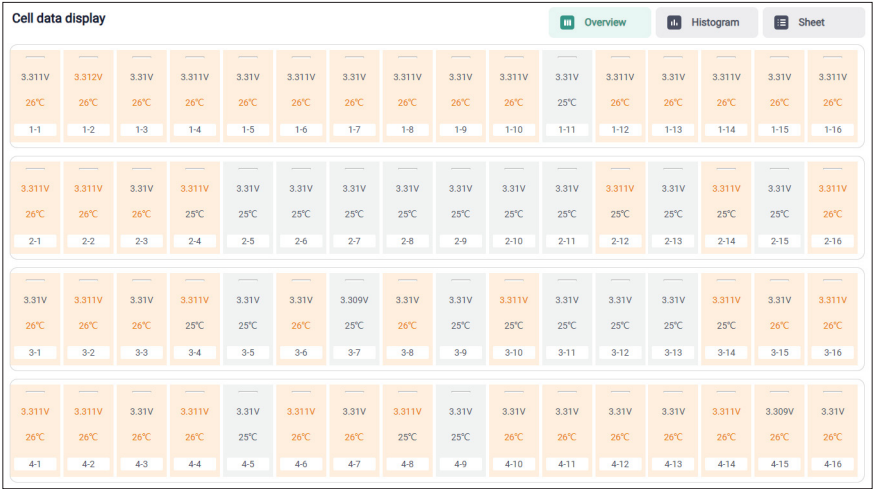 Cell data display Overview Histogram Sheet
3.311V 3.312V 3.31V 3.311V 3.31V 3.311V 3.31V 3.311V 3.31V 3.311V 3.31V 3.311V 3.311V 3.311V 3.31V 3.311V
26℃ 26℃ 26℃ 26℃ 26℃ 26℃ 26℃ 26℃ 26℃ 26℃ 25℃ 26℃ 26℃ 26℃ 26℃ 26℃
1-1 1-2 1-3 1-4 1-5 1-6 1-7 1-8 1-9 1-10 1-11 1-12 1-13 1-14 1-15 1-16
3.311V 3.311V 3.31V 3.311V 3.31V 3.31V 3.31V 3.31V 3.31V 3.31V 3.31V 3.311V 3.31V 3.311V 3.31V 3.311V
26℃ 26℃ 26℃ 25℃ 25℃ 25℃ 25℃ 25℃ 25℃ 25℃ 25℃ 25℃ 25℃ 25℃ 25℃ 26℃
2-1 2-2 2-3 2-4 2-5 2-6 2-7 2-8 2-9 2-10 2-11 2-12 2-13 2-14 2-15 2-16
3.31V 3.311V 3.31V 3.311V 3.31V 3.31V 3.309V 3.31V 3.31V 3.311V 3.31V 3.31V 3.31V 3.311V 3.31V 3.311V
26℃ 26℃ 26℃ 25℃ 25℃ 26℃ 25℃ 26℃ 25℃ 25℃ 25℃ 25℃ 25℃ 25℃ 26℃ 26℃
3-1 3-2 3-3 3-4 3-5 3-6 3-7 3-8 3-9 3-10 3-11 3-12 3-13 3-14 3-15 3-16
3.311V 3.311V 3.31V 3.311V 3.31V 3.311V 3.31V 3.311V 3.31V 3.31V 3.31V 3.31V 3.31V 3.311V 3.309V 3.31V
26℃ 26℃ 26℃ 26℃ 25℃ 26℃ 26℃ 25℃ 25℃ 26℃ 26℃ 26℃ 26℃ 26℃ 26℃ 26℃
4-1 4-2 4-3 4-4 4-5 4-6 4-7 4-8 4-9 4-10 4-11 4-12 4-13 4-14 4-15 4-16